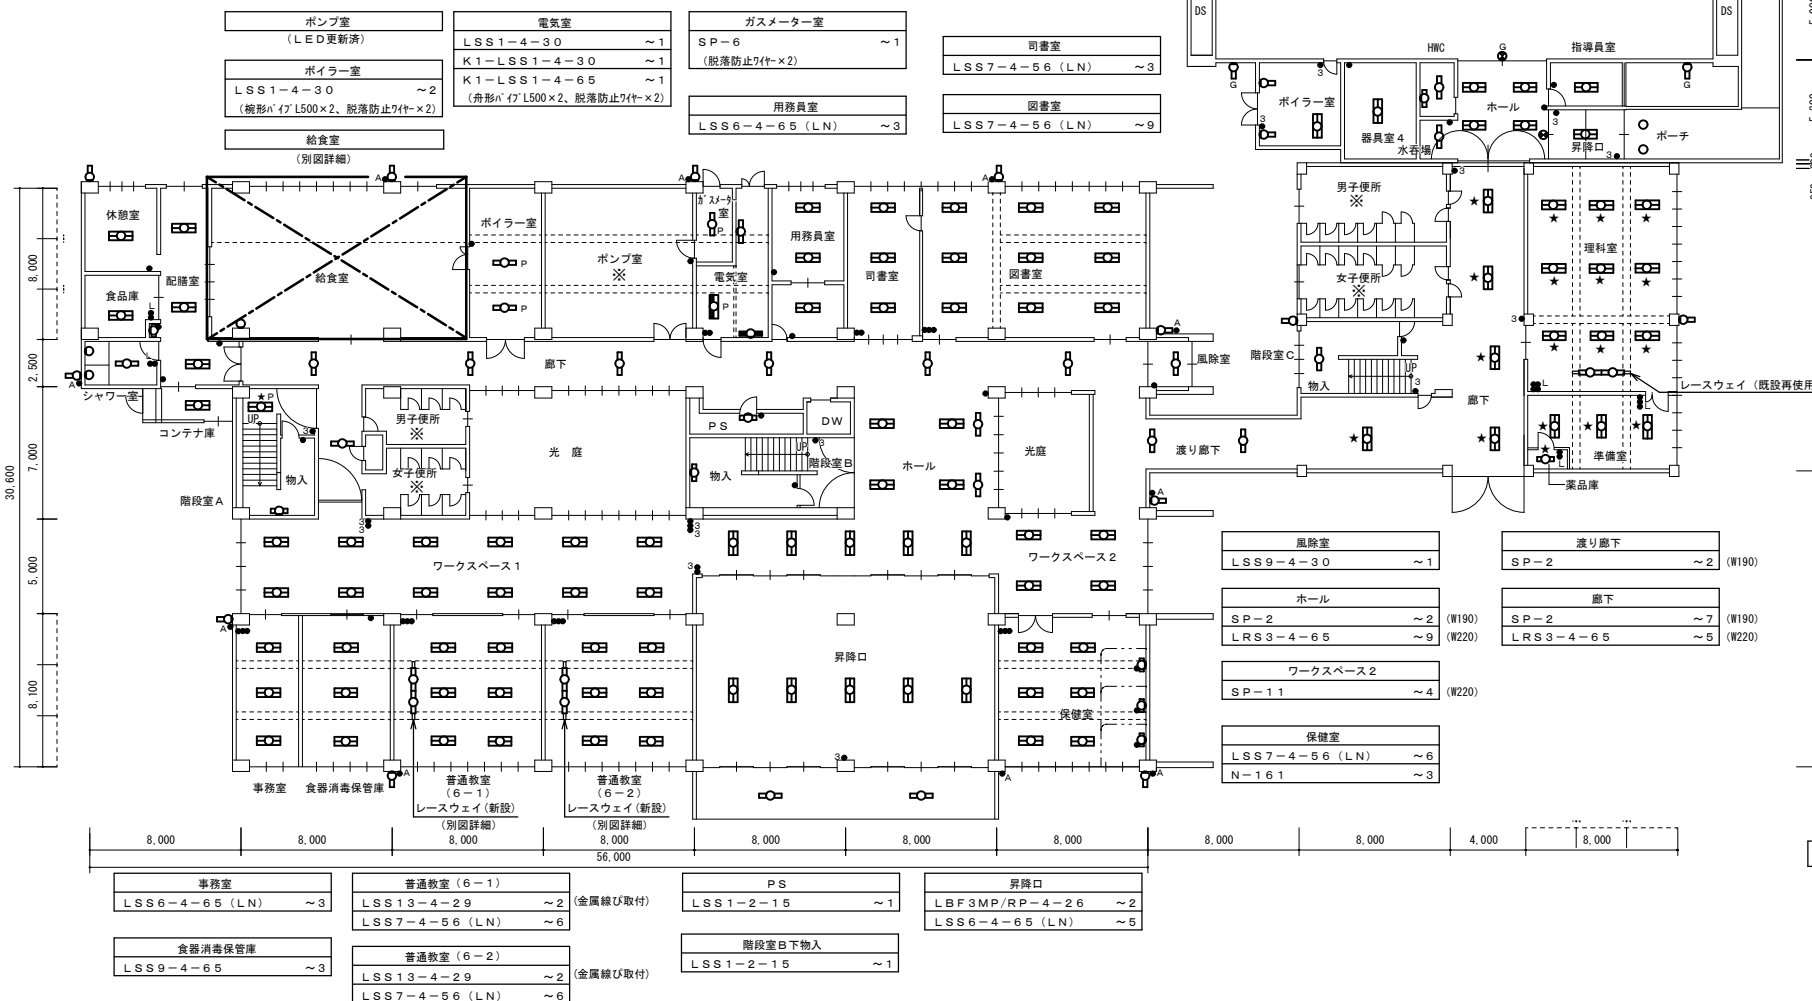 ポンプ室
(LED更新済)
ボイラー室
LSS1-4-30 ～2
(椀形ﾊﾟｲﾌﾟL500×2、脱落防止ﾜｲﾔｰ×2)
給食室
(別図詳細)
電気室
LSS1-4-30 ～1
K1-LSS1-4-30 ～1
K1-LSS1-4-65 ～1
(舟形ﾊﾟｲﾌﾟL500×2、脱落防止ﾜｲﾔｰ×2)
ガスメーター室
SP-6 ～1
(脱落防止ﾜｲﾔｰ×2)
用務員室
LSS6-4-65(LN) ～3
司書室
LSS7-4-56(LN) ～3
図書室
LSS7-4-56(LN) ～9
DS
DS
HWC
指導員室
G
G
G
ボイラー室
器具室4
ホール
水呑場
昇降口
ポーチ
休憩室
配膳室
食品庫
給食室
ボイラー室
ポンプ室
※
ｶﾞｽﾒｰﾀｰ
室
電気室
用務員室
司書室
図書室
男子便所
※
女子便所
※
理科室
シャワー室
コンテナ庫
廊下
風除室
階段室C
物入
UP
廊下
レースウェイ(既設再使用
準備室
薬品庫
UP
物入
階段室A
男子便所
※
女子便所
※
光 庭
PS
DW
UP
物入
階段室B
ホール
光庭
渡り廊下
ワークスペース1
ワークスペース2
昇降口
保健室
事務室
食器消毒保管庫
普通教室
(6-1)
レースウェイ(新設)
(別図詳細)
普通教室
(6-2)
レースウェイ(新設)
(別図詳細)
風除室
LSS9-4-30 ～1
渡り廊下
SP-2 ～2 (W190)
ホール
SP-2 ～2 (W190)
LRS3-4-65 ～9 (W220)
廊下
SP-2 ～7 (W190)
LRS3-4-65 ～5 (W220)
ワークスペース2
SP-11 ～4 (W220)
保健室
LSS7-4-56(LN) ～6
N-161 ～3
30,600
8,000
2,500
7,000
5,000
8,100
8,000
8,000
8,000
8,000
8,000
8,000
8,000
8,000
8,000
4,000
8,000
56,000
事務室
LSS6-4-65(LN) ～3
食器消毒保管庫
LSS9-4-65 ～3
普通教室(6-1)
LSS13-4-29 ～2 (金属線ぴ取付)
LSS7-4-56(LN) ～6
普通教室(6-2)
LSS13-4-29 ～2 (金属線ぴ取付)
LSS7-4-56(LN) ～6
PS
LSS1-2-15 ～1
階段室B下物入
LSS1-2-15 ～1
昇降口
LBF3MP/RP-4-26 ～2
LSS6-4-65(LN) ～5